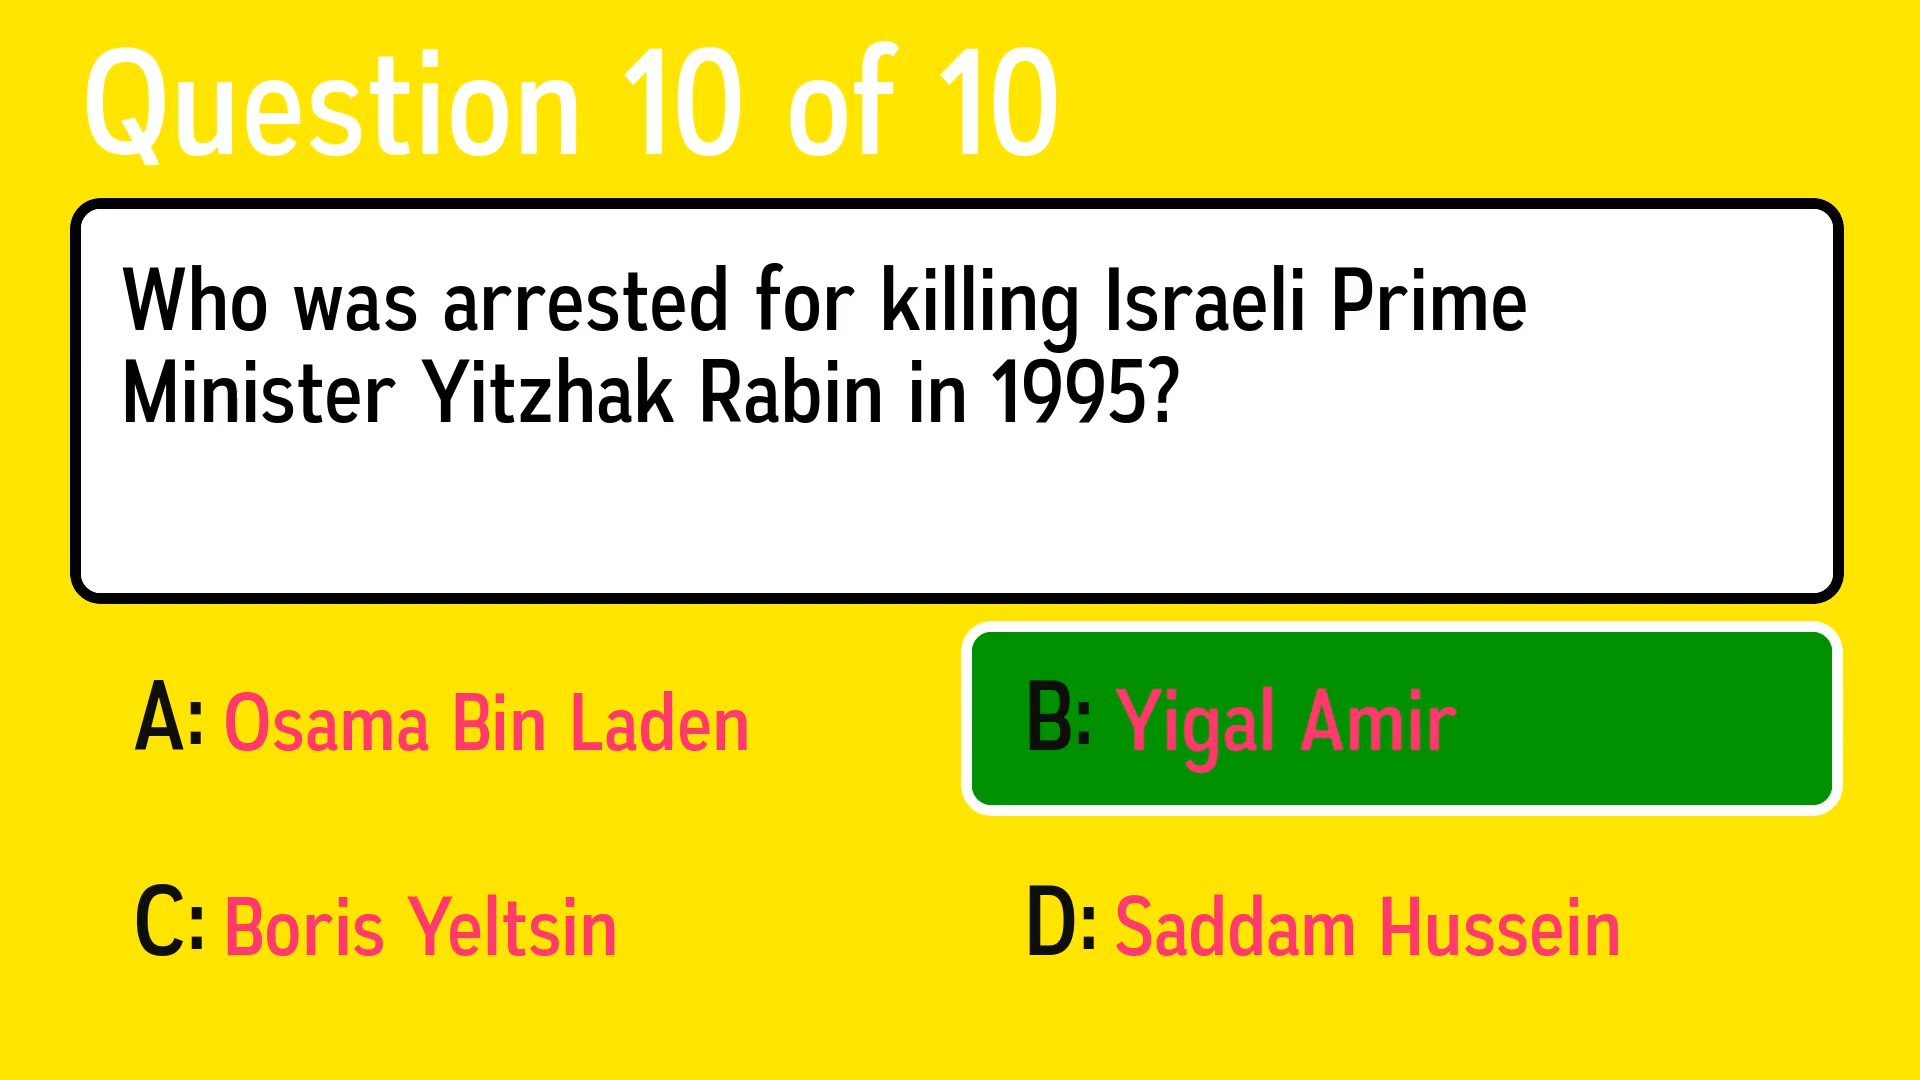 Question 10 of 10
Who was arrested for killing Israeli Prime
Minister Yitzhak Rabin in 1995?
A: Osama Bin Laden
B: Yigal Amir
C: Boris Yeltsin
D: Saddam Hussein